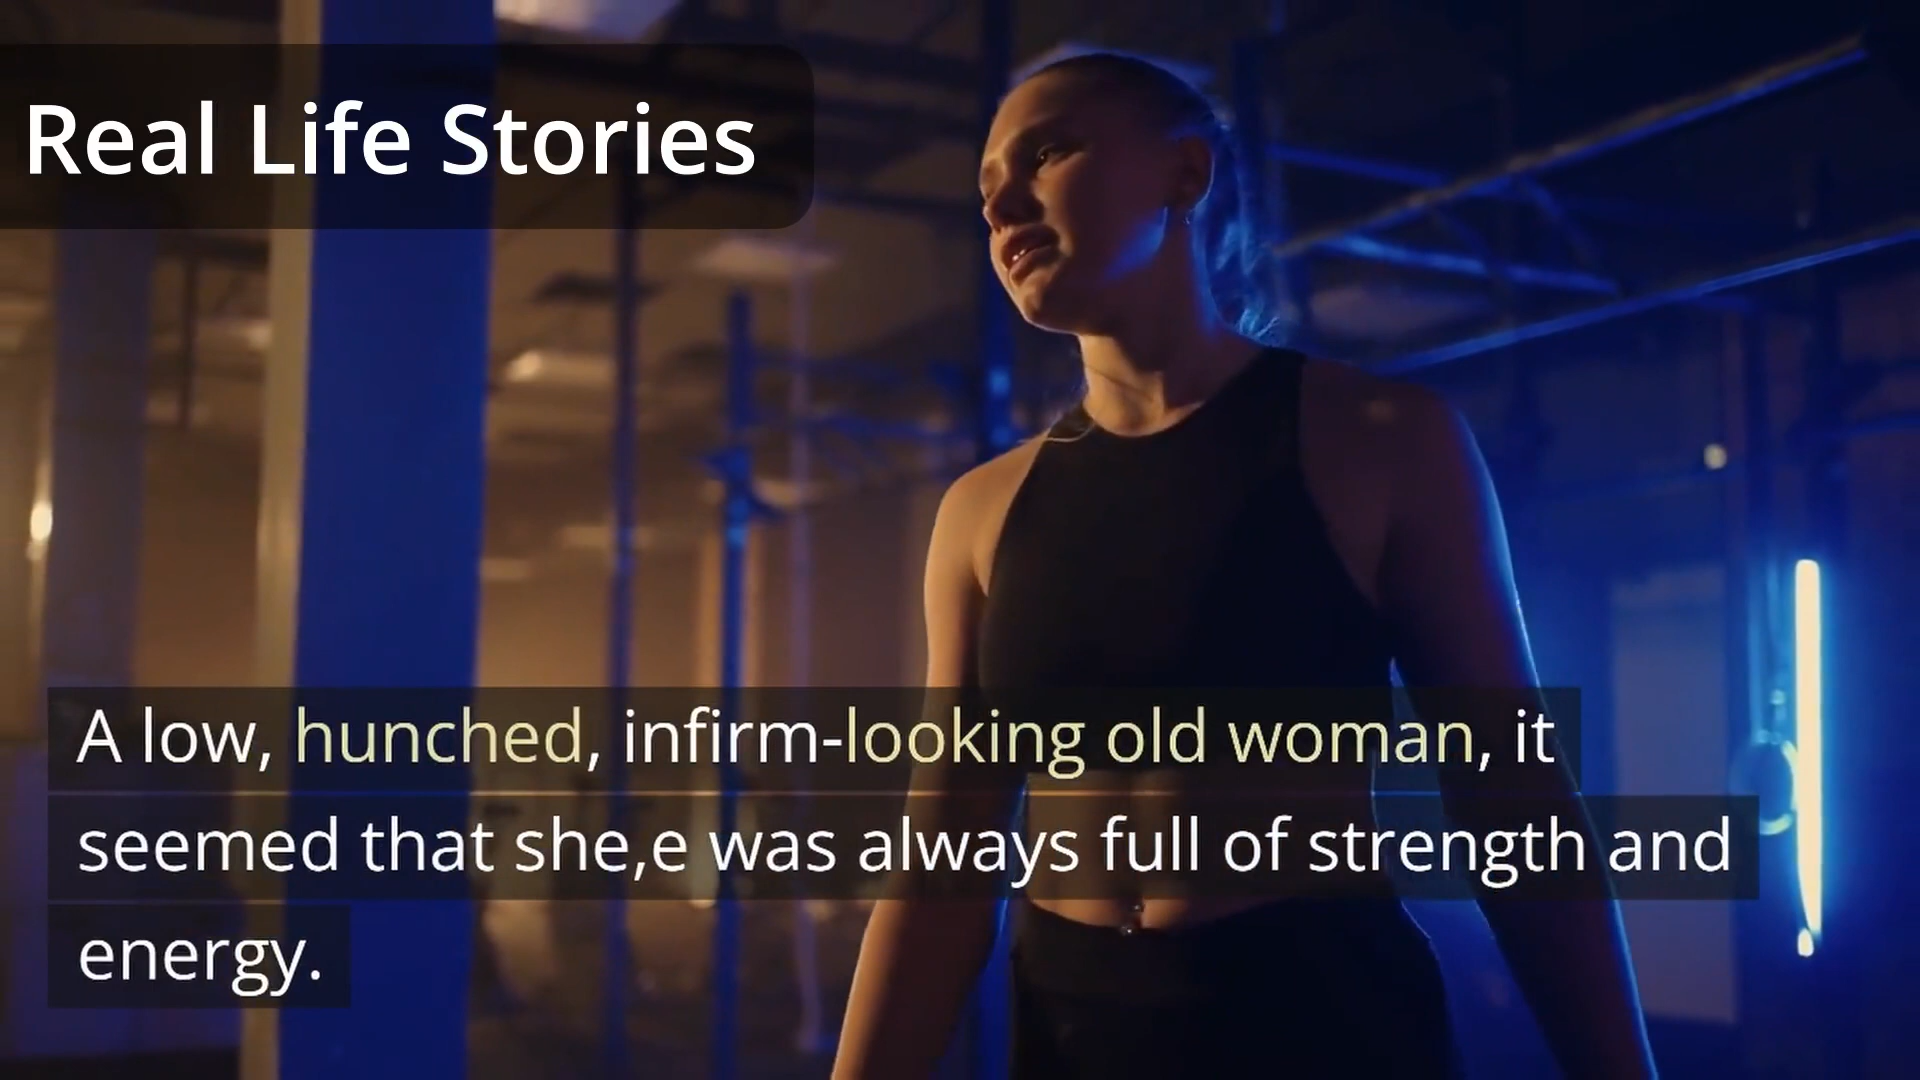 Real Life Stories
A low, hunched, infirm-looking old woman, it
seemed that she,e was always full of strength and
energy.